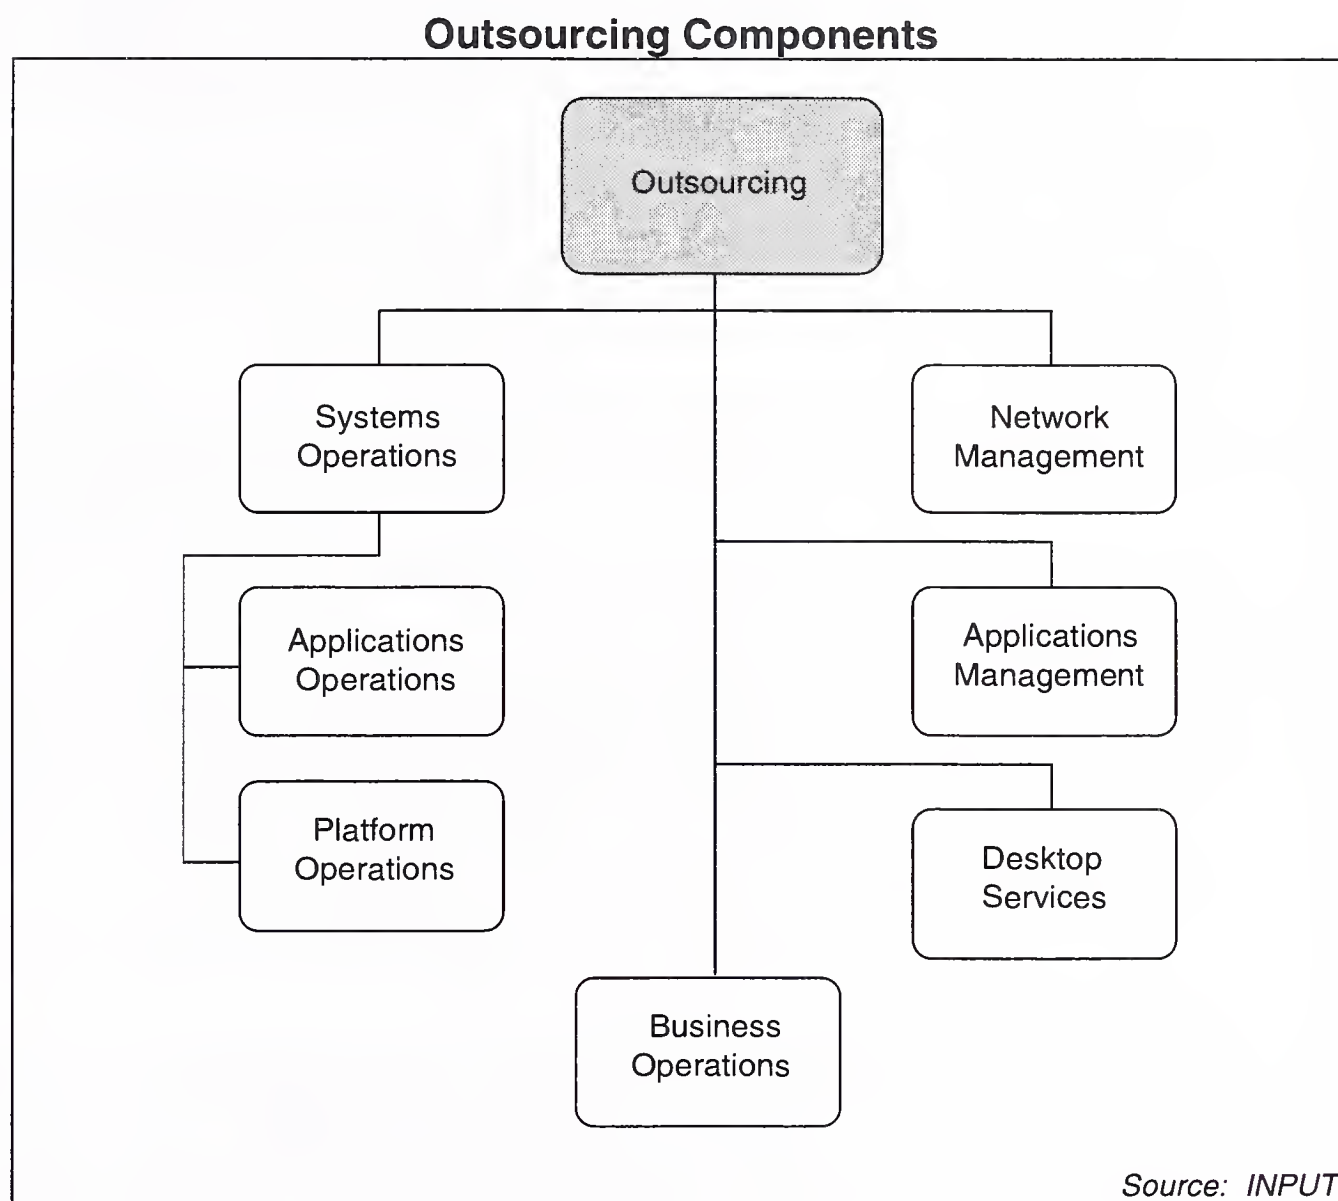 Outsourcing Components
Outsourcing
Systems
Operations
Network
Management
Applications
Operations
Applications
Management
Platform
Operations
Desktop
Services
Business
Operations
Source: INPUT